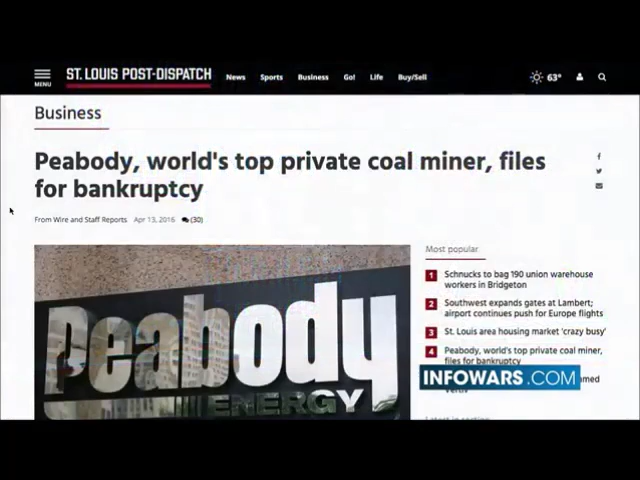 MENU
ST. LOUIS POST-DISPATCH
News Sports Business Go! Life Buy/Sell
63°
Business
Peabody, world's top private coal miner, files
for bankruptcy
From Wire and Staff Reports Apr 13, 2016 (30)
Peabody
ENERGY
Most popular
1 Schnucks to bag 190 union warehouse
workers in Bridgeton
2 Southwest expands gates at Lambert;
airport continues push for Europe flights
3 St. Louis area housing market 'crazy busy'
4 Peabody, world's top private coal miner,
files for bankruptcy
INFOWARS.COM